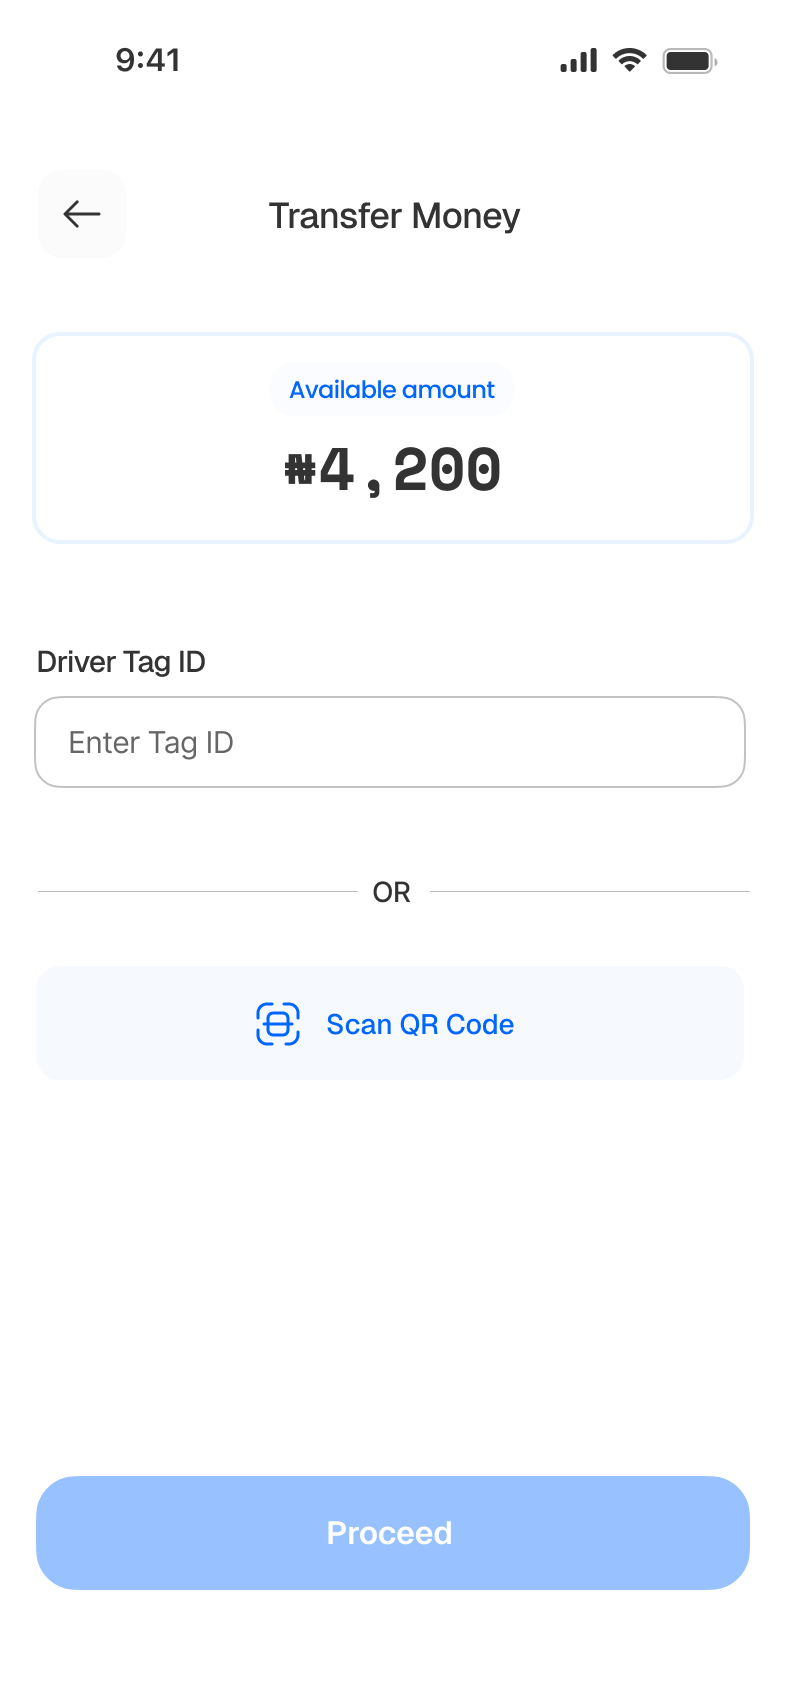 9:41
Transfer Money
Available amount
₦4,200
Driver Tag ID
Enter Tag ID
OR
Scan QR Code
Proceed